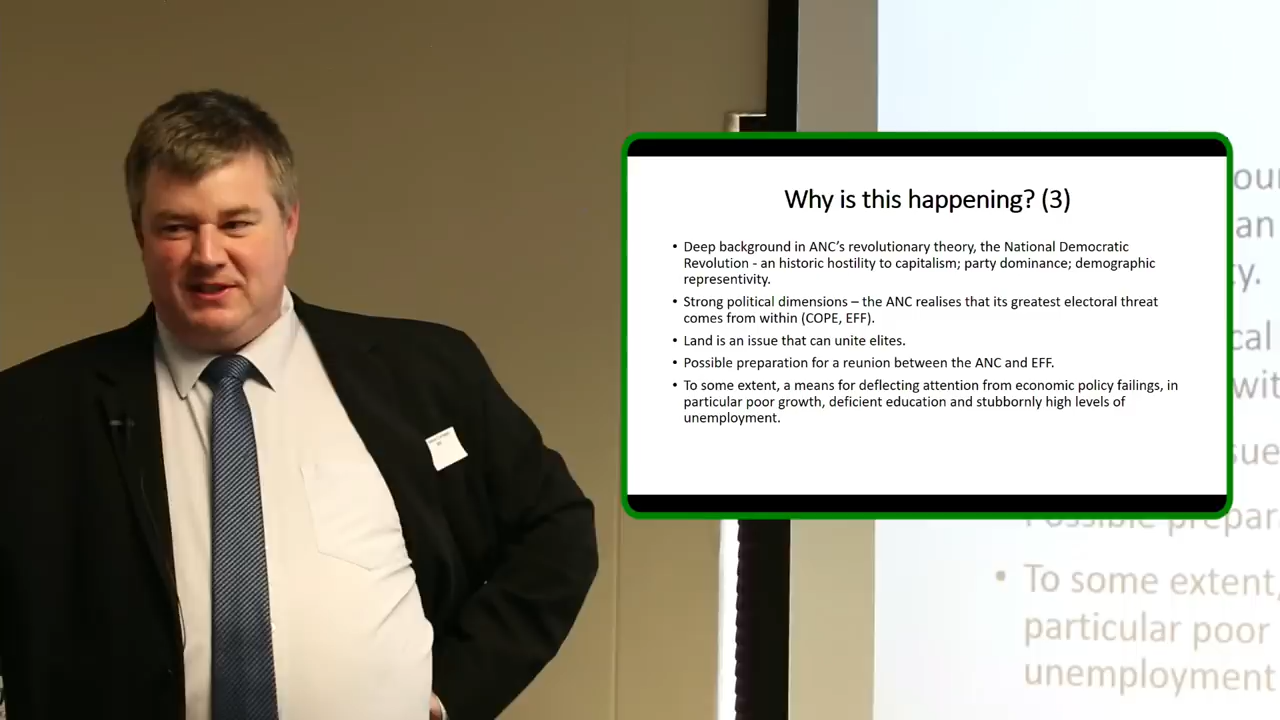 Why is this happening? (3)
• Deep background in ANC's revolutionary theory, the National Democratic
Revolution - an historic hostility to capitalism; party dominance; demographic
representivity.
• Strong political dimensions – the ANC realises that its greatest electoral threat
comes from within (COPE, EFF).
• Land is an issue that can unite elites.
• Possible preparation for a reunion between the ANC and EFF.
• To some extent, a means for deflecting attention from economic policy failings, in
particular poor growth, deficient education and stubbornly high levels of
unemployment.
Possible prepar
• To some extent,
particular poor
unemployment